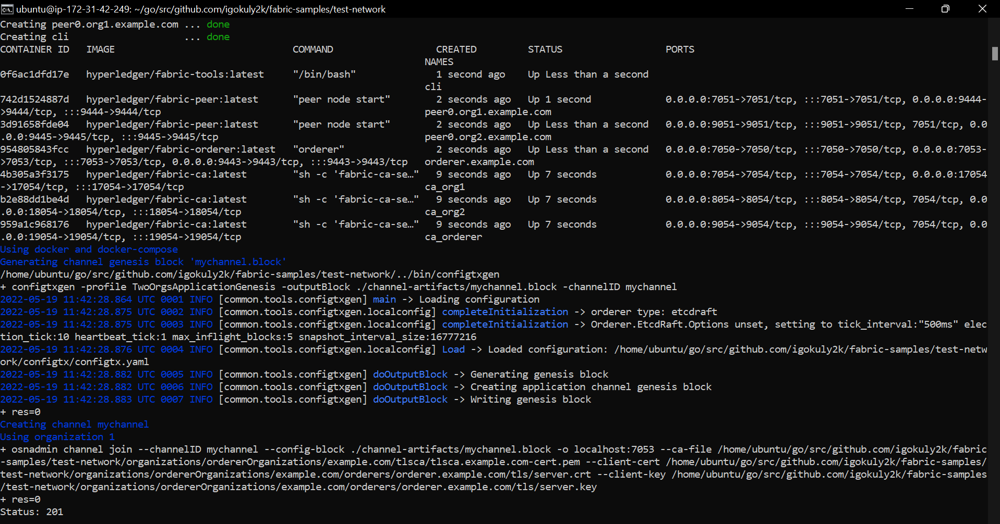 ubuntu@ip-172-31-42-249: ~/go/src/github.com/igokuly2k/fabric-samples/test-network
Creating peer0.org1.example.com ... done
Creating cli                    ... done
CONTAINER ID   IMAGE                               COMMAND                  CREATED         STATUS                  PORTS
NAMES
0f6ac1dfd17e   hyperledger/fabric-tools:latest     "/bin/bash"              1 second ago    Up Less than a second
cli
742d1524887d   hyperledger/fabric-peer:latest      "peer node start"        2 seconds ago   Up 1 second             0.0.0.0:7051->7051/tcp, :::7051->7051/tcp, 0.0.0.0:9444-
>9444/tcp, :::9444->9444/tcp                                              peer0.org1.example.com
3d91658fde04   hyperledger/fabric-peer:latest      "peer node start"        2 seconds ago   Up Less than a second   0.0.0.0:9051->9051/tcp, :::9051->9051/tcp, 7051/tcp, 0.0
.0.0:9445->9445/tcp, :::9445->9445/tcp                                    peer0.org2.example.com
954805843fcc   hyperledger/fabric-orderer:latest   "orderer"                2 seconds ago   Up Less than a second   0.0.0.0:7050->7050/tcp, :::7050->7050/tcp, 0.0.0.0:7053-
>7053/tcp, :::7053->7053/tcp, 0.0.0.0:9443->9443/tcp, :::9443->9443/tcp   orderer.example.com
4b305a3f3175   hyperledger/fabric-ca:latest        "sh -c 'fabric-ca-se…"   9 seconds ago   Up 7 seconds            0.0.0.0:7054->7054/tcp, :::7054->7054/tcp, 0.0.0.0:17054
->17054/tcp, :::17054->17054/tcp                                          ca_org1
b2e88dd1be4d   hyperledger/fabric-ca:latest        "sh -c 'fabric-ca-se…"   9 seconds ago   Up 7 seconds            0.0.0.0:8054->8054/tcp, :::8054->8054/tcp, 7054/tcp, 0.0
.0.0:18054->18054/tcp, :::18054->18054/tcp                                ca_org2
959a1c968176   hyperledger/fabric-ca:latest        "sh -c 'fabric-ca-se…"   9 seconds ago   Up 7 seconds            0.0.0.0:9054->9054/tcp, :::9054->9054/tcp, 7054/tcp, 0.0
.0.0:19054->19054/tcp, :::19054->19054/tcp                                ca_orderer
Using docker and docker-compose
Generating channel genesis block 'mychannel.block'
/home/ubuntu/go/src/github.com/igokuly2k/fabric-samples/test-network/../bin/configtxgen
+ configtxgen -profile TwoOrgsApplicationGenesis -outputBlock ./channel-artifacts/mychannel.block -channelID mychannel
2022-05-19 11:42:28.864 UTC 0001 INFO [common.tools.configtxgen] main -> Loading configuration
2022-05-19 11:42:28.875 UTC 0002 INFO [common.tools.configtxgen.localconfig] completeInitialization -> orderer type: etcdraft
2022-05-19 11:42:28.875 UTC 0003 INFO [common.tools.configtxgen.localconfig] completeInitialization -> Orderer.EtcdRaft.Options unset, setting to tick_interval:"500ms" elec
tion_tick:10 heartbeat_tick:1 max_inflight_blocks:5 snapshot_interval_size:16777216
2022-05-19 11:42:28.876 UTC 0004 INFO [common.tools.configtxgen.localconfig] Load -> Loaded configuration: /home/ubuntu/go/src/github.com/igokuly2k/fabric-samples/test-netw
ork/configtx/configtx.yaml
2022-05-19 11:42:28.882 UTC 0005 INFO [common.tools.configtxgen] doOutputBlock -> Generating genesis block
2022-05-19 11:42:28.882 UTC 0006 INFO [common.tools.configtxgen] doOutputBlock -> Creating application channel genesis block
2022-05-19 11:42:28.883 UTC 0007 INFO [common.tools.configtxgen] doOutputBlock -> Writing genesis block
+ res=0
Creating channel mychannel
Using organization 1
+ osnadmin channel join --channelID mychannel --config-block ./channel-artifacts/mychannel.block -o localhost:7053 --ca-file /home/ubuntu/go/src/github.com/igokuly2k/fabric
-samples/test-network/organizations/ordererOrganizations/example.com/tlsca/tlsca.example.com-cert.pem --client-cert /home/ubuntu/go/src/github.com/igokuly2k/fabric-samples/
test-network/organizations/ordererOrganizations/example.com/orderers/orderer.example.com/tls/server.crt --client-key /home/ubuntu/go/src/github.com/igokuly2k/fabric-samples
/test-network/organizations/ordererOrganizations/example.com/orderers/orderer.example.com/tls/server.key
+ res=0
Status: 201